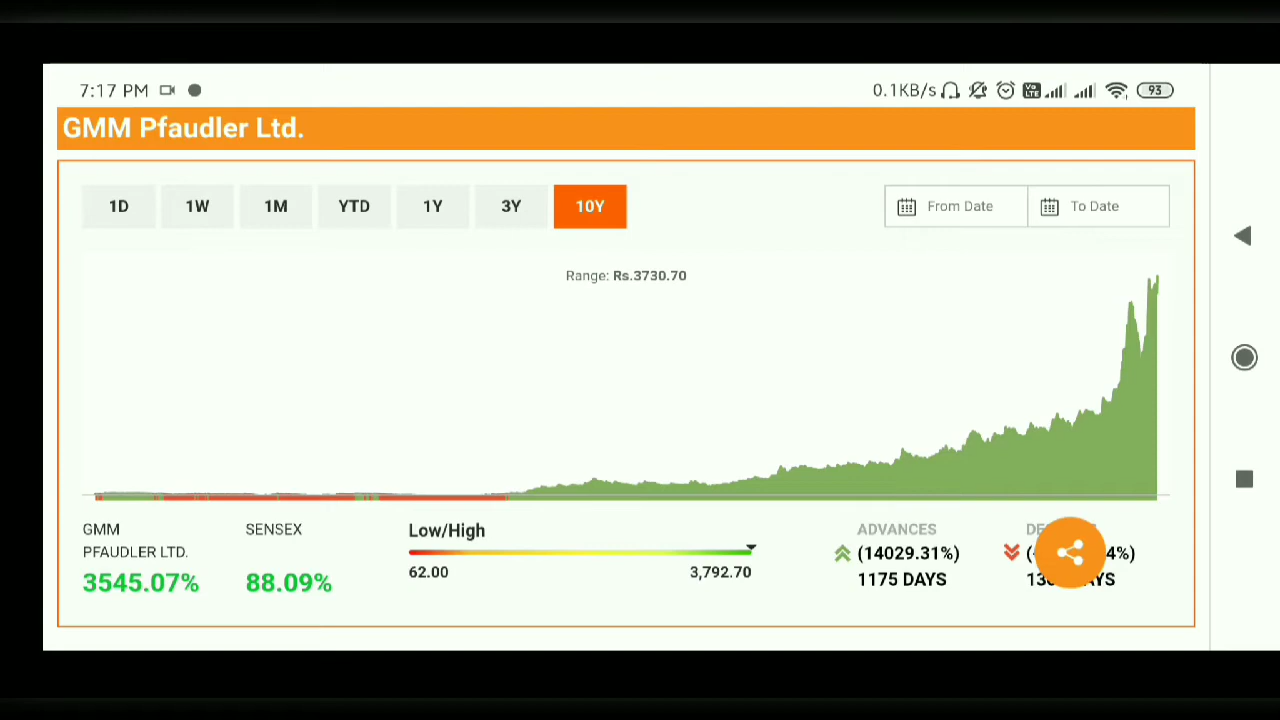 7:17 PM
0.1KB/s
Vo LTE
93
GMM Pfaudler Ltd.
1D 1W 1M YTD 1Y 3Y 10Y
From Date To Date
Range: Rs.3730.70
GMM PFAUDLER LTD.
3545.07%
SENSEX
88.09%
Low/High
62.00 3,792.70
ADVANCES
(14029.31%)
1175 DAYS